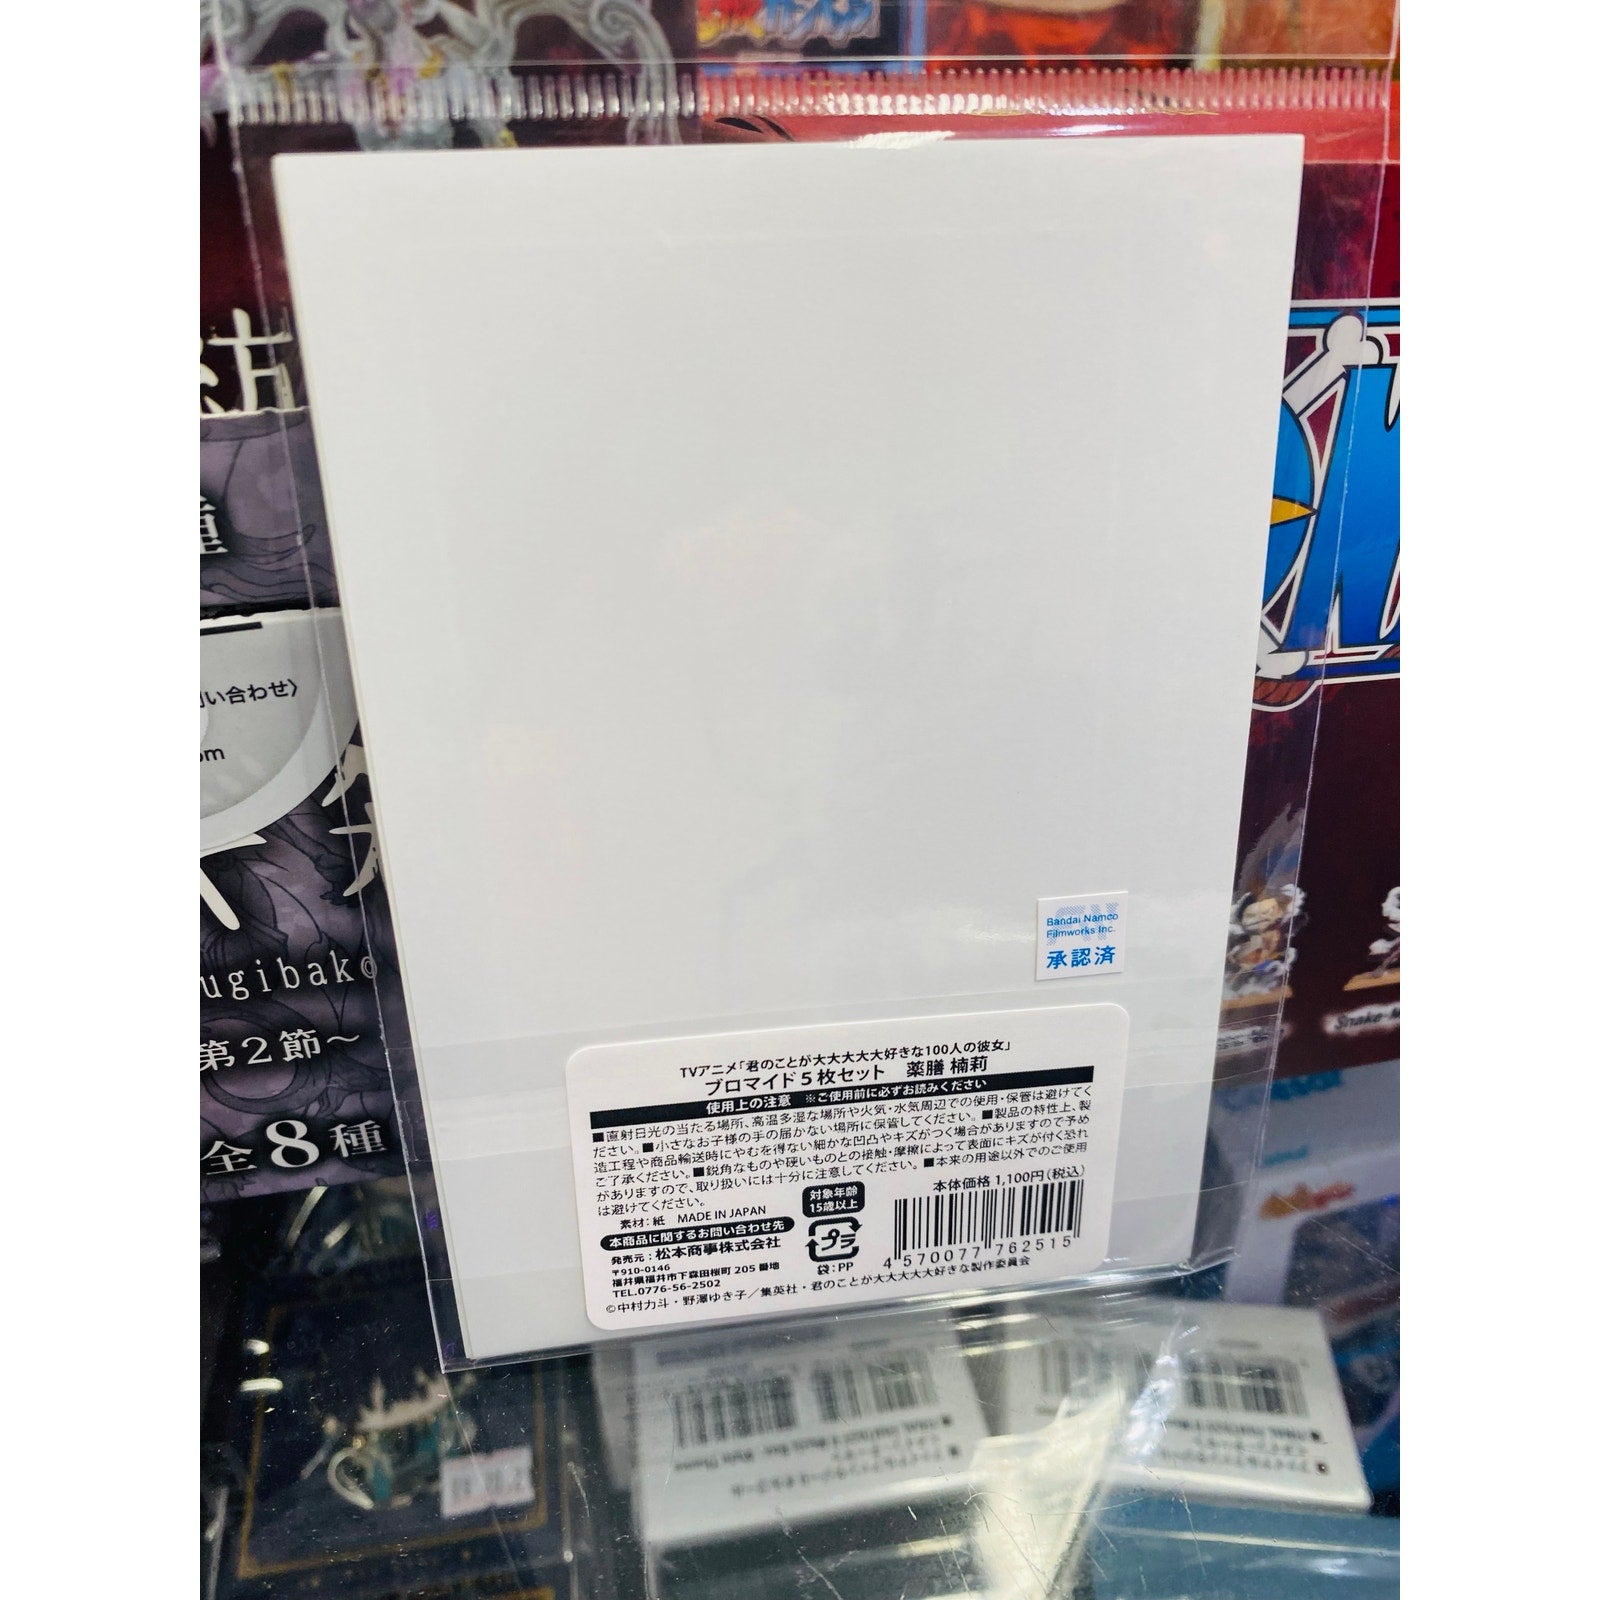 い合わせ〉
om
ugibako
第2節～
全8種
Bandai Namco
Filmworks Inc.
承認済
TVアニメ「君のことが大大大大大好きな100人の彼女」
ブロマイド5枚セット　薬膳 楠莉
使用上の注意　※ご使用前に必ずお読みください
■直射日光の当たる場所、高温多湿な場所や火気・水気周辺での使用・保管は避けてく
ださい。■小さなお子様の手の届かない場所に保管してください。■製品の特性上、製
造工程や商品輸送時にやむを得ない細かな凹凸やキズがつく場合がありますので予め
ご了承ください。■鋭角なものや硬いものとの接触・摩擦によって表面にキズが付く恐れ
がありますので、取り扱いには十分に注意してください。■本来の用途以外でのご使用
は避けてください。
素材：紙　MADE IN JAPAN
本商品に関するお問い合わせ先
発売元：松本商事株式会社
〒910-0146
福井県福井市下森田桜町 205 番地
TEL.0776-56-2502
対象年齢
15歳以上
プラ
袋：PP
本体価格 1,100円(税込)
4 570077 762515
©中村力斗・野澤ゆき子／集英社・君のことが大大大大大好きな製作委員会